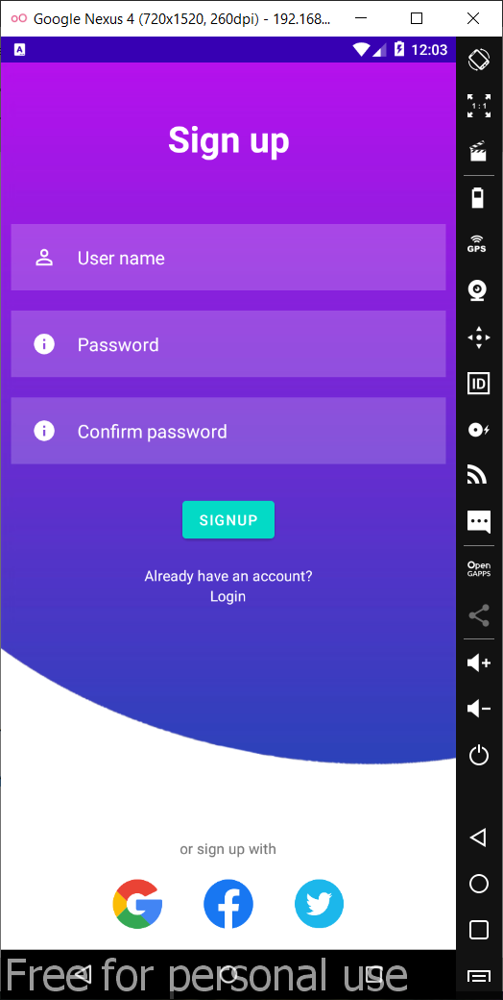 Google Nexus 4 (720x1520, 260dpi) - 192.168...
A
12:03
Sign up
User name
Password
Confirm password
SIGNUP
Already have an account?
Login
or sign up with
Free for personal use
1 : 1
GPS
ID
Open
GAPPS